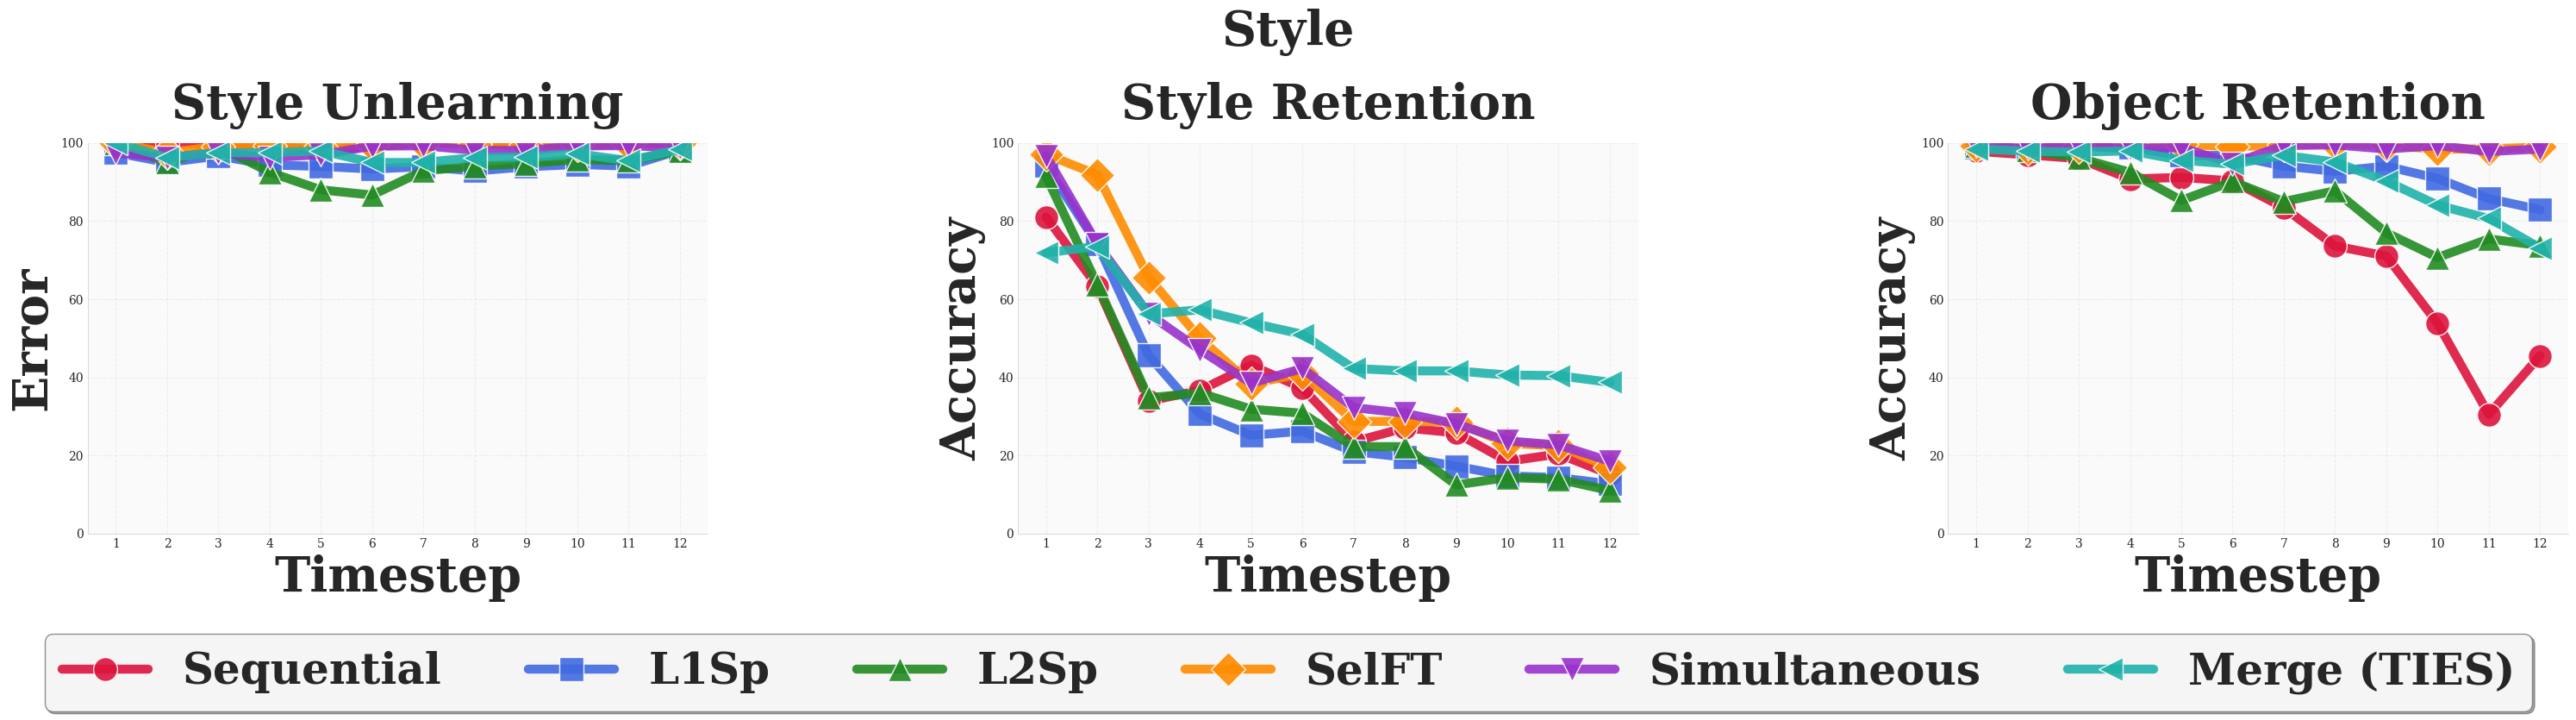 Style
Style Unlearning
Error
100
80
60
40
20
0
1 2 3 4 5 6 7 8 9 10 11 12
Timestep
Style Retention
Accuracy
100
80
60
40
20
0
1 2 3 4 5 6 7 8 9 10 11 12
Timestep
Object Retention
Accuracy
100
80
60
40
20
0
1 2 3 4 5 6 7 8 9 10 11 12
Timestep
Sequential L1Sp L2Sp SelFT Simultaneous Merge (TIES)